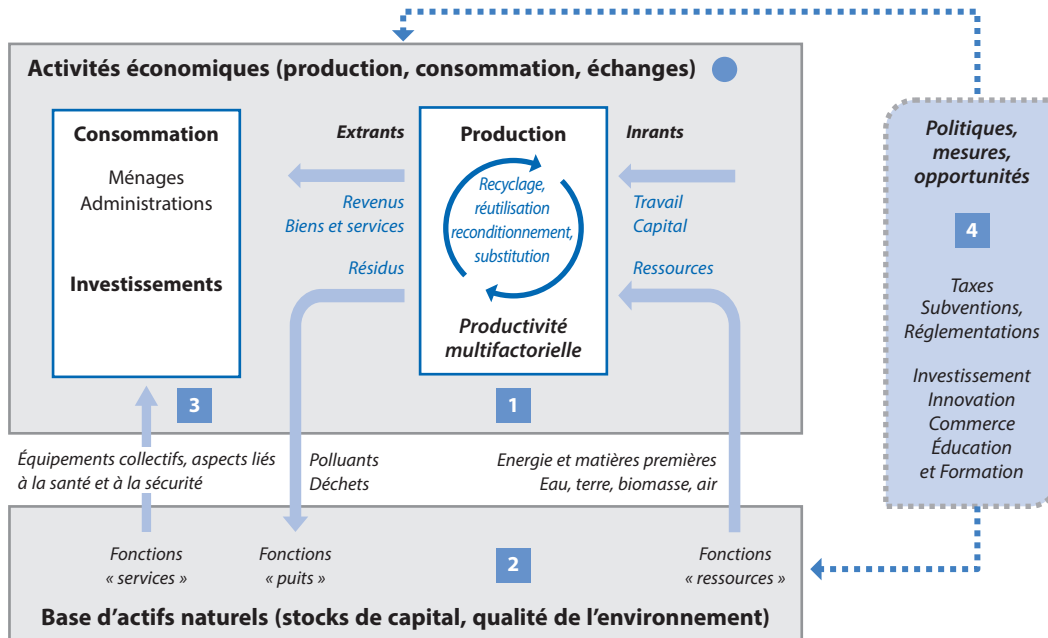 Activités économiques (production, consommation, échanges)
Consommation
Ménages
Administrations
Investissements
3
Extrants
Revenus
Biens et services
Résidus
Production
Recyclage,
réutilisation
reconditionnement,
substitution
Productivité
multifactorielle
1
Inrants
Travail
Capital
Ressources
Politiques,
mesures,
opportunités
4
Taxes
Subventions,
Réglementations
Investissement
Innovation
Commerce
Éducation
et Formation
Équipements collectifs, aspects liés
à la santé et à la sécurité
Polluants
Déchets
Energie et matières premières
Eau, terre, biomasse, air
Fonctions
« services »
Fonctions
« puits »
2
Fonctions
« ressources »
Base d'actifs naturels (stocks de capital, qualité de l'environnement)